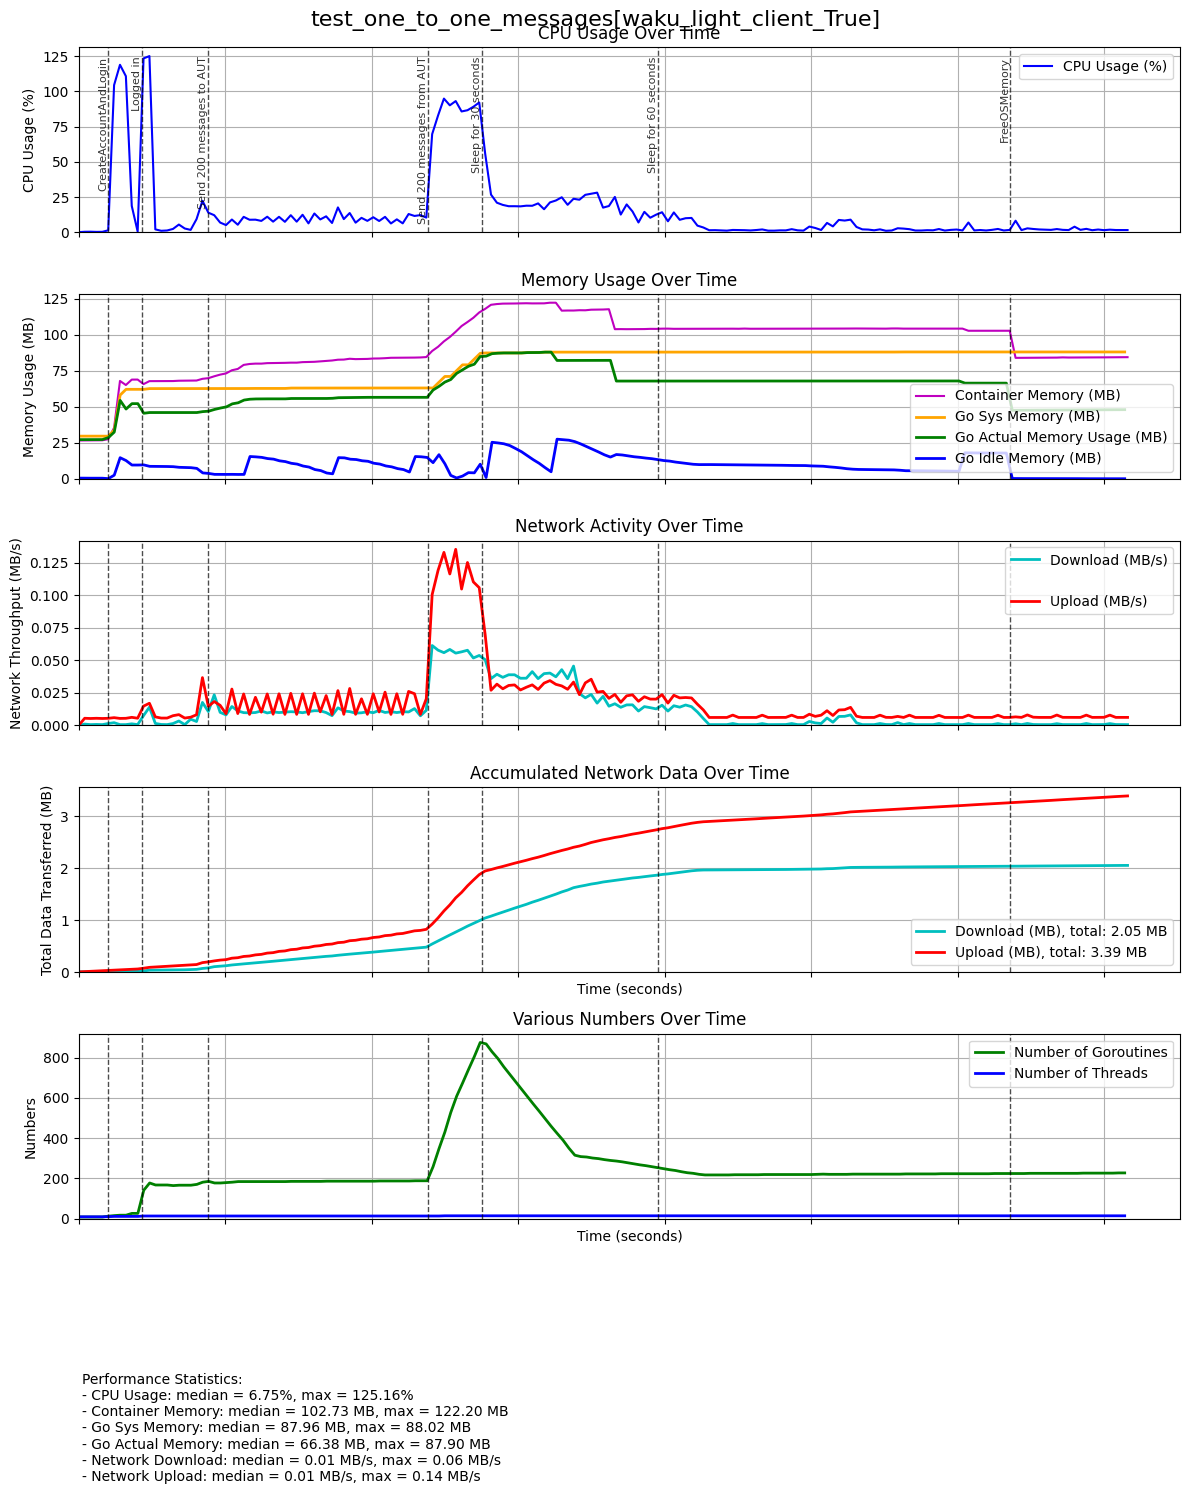 test_one_to_one_messages[waku_light_client_True]
CPU Usage Over Time
CPU Usage (%)
125
100
75
50
25
0
CreateAccountAndLogin
Logged in
Send 200 messages to AUT
Send 200 messages from AUT
Sleep for 30 seconds
Sleep for 60 seconds
FreeOSMemory
CPU Usage (%)
Memory Usage Over Time
Memory Usage (MB)
125
100
75
50
25
0
Container Memory (MB)
Go Sys Memory (MB)
Go Actual Memory Usage (MB)
Go Idle Memory (MB)
Network Activity Over Time
Network Throughput (MB/s)
0.125
0.100
0.075
0.050
0.025
0.000
Download (MB/s)
Upload (MB/s)
Accumulated Network Data Over Time
Total Data Transferred (MB)
3
2
1
0
Download (MB), total: 2.05 MB
Upload (MB), total: 3.39 MB
Time (seconds)
Various Numbers Over Time
Numbers
800
600
400
200
0
Number of Goroutines
Number of Threads
Time (seconds)
Performance Statistics:
- CPU Usage: median = 6.75%, max = 125.16%
- Container Memory: median = 102.73 MB, max = 122.20 MB
- Go Sys Memory: median = 87.96 MB, max = 88.02 MB
- Go Actual Memory: median = 66.38 MB, max = 87.90 MB
- Network Download: median = 0.01 MB/s, max = 0.06 MB/s
- Network Upload: median = 0.01 MB/s, max = 0.14 MB/s